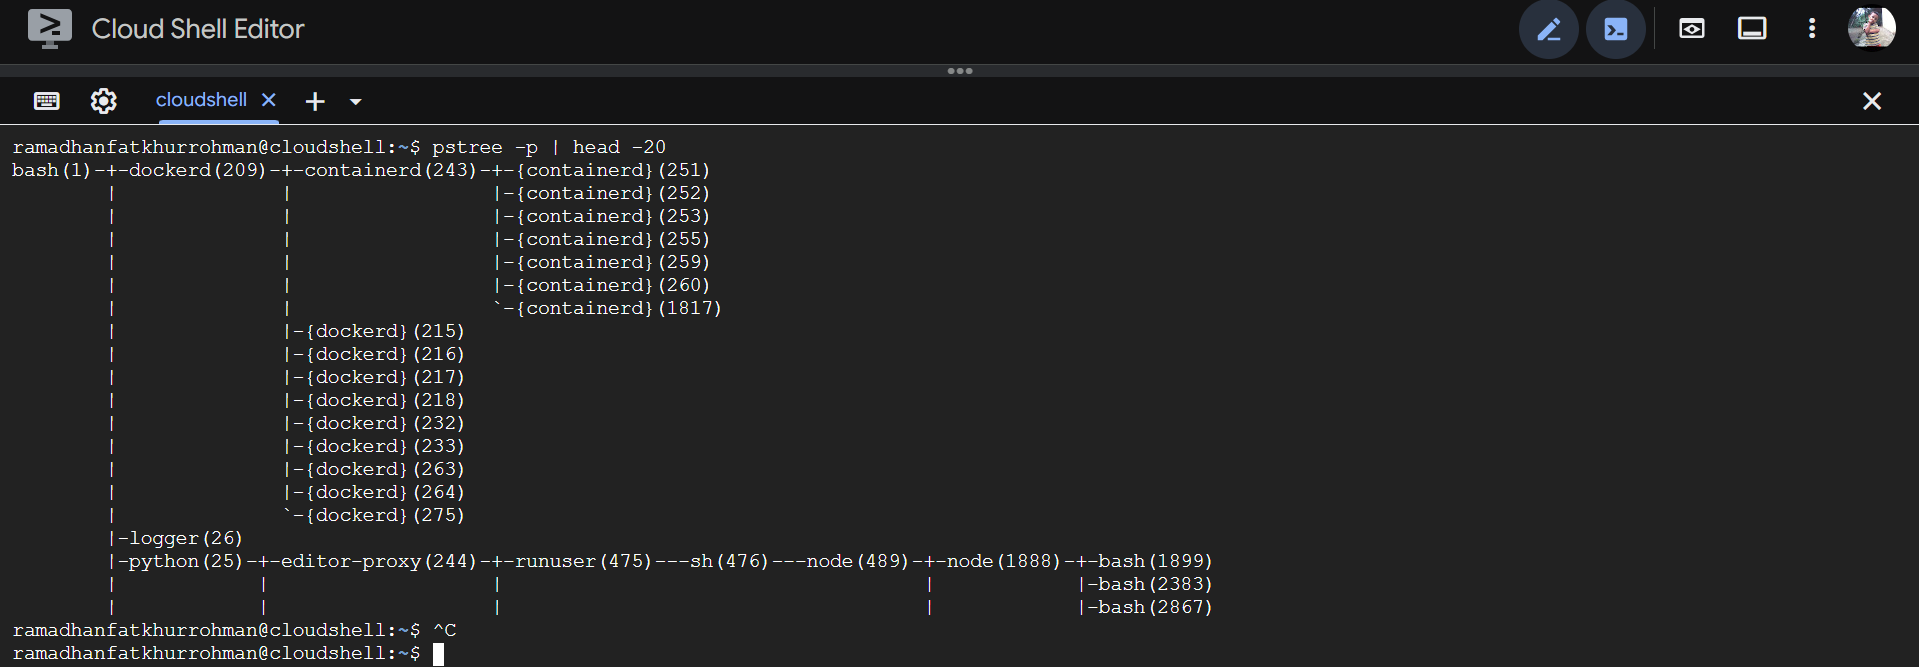 Cloud Shell Editor
cloudshell
ramadhanfatkhurrohman@cloudshell:~$ pstree -p | head -20
bash(1)-+-dockerd(209)-+-containerd(243)-+-{containerd}(251)
        |              |                 |-{containerd}(252)
        |              |                 |-{containerd}(253)
        |              |                 |-{containerd}(255)
        |              |                 |-{containerd}(259)
        |              |                 |-{containerd}(260)
        |              |                 `-{containerd}(1817)
        |              |-{dockerd}(215)
        |              |-{dockerd}(216)
        |              |-{dockerd}(217)
        |              |-{dockerd}(218)
        |              |-{dockerd}(232)
        |              |-{dockerd}(233)
        |              |-{dockerd}(263)
        |              |-{dockerd}(264)
        |              `-{dockerd}(275)
        |-logger(26)
        |-python(25)-+-editor-proxy(244)-+-runuser(475)---sh(476)---node(489)-+-node(1888)-+-bash(1899)
        |            |                   |                                    |            |-bash(2383)
        |            |                   |                                    |            |-bash(2867)
ramadhanfatkhurrohman@cloudshell:~$ ^C
ramadhanfatkhurrohman@cloudshell:~$